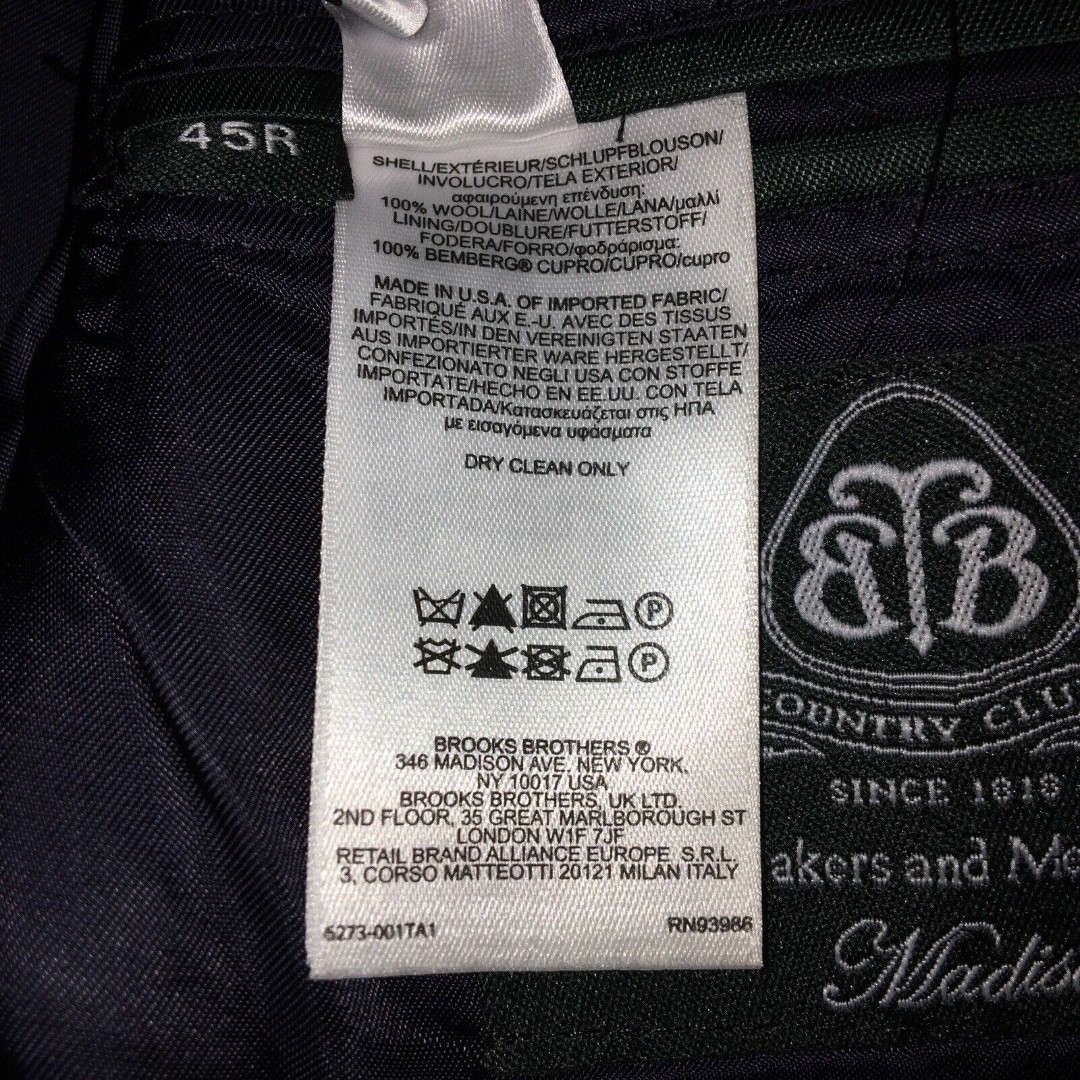 45R
SHELL/EXTÉRIEUR/SCHLUPFBLOUSON/
INVOLUCRO/TELA EXTERIOR/
αφαιρούμενη επένδυση:
100% WOOL/LAINE/WOLLE/LANA/μαλλί
LINING/DOUBLURE/FUTTERSTOFF/
FODERA/FORRO/φοδράρισμα:
100% BEMBERG® CUPRO/CUPRO/cupro
MADE IN U.S.A. OF IMPORTED FABRIC/
FABRIQUÉ AUX E.-U. AVEC DES TISSUS
IMPORTÉS/IN DEN VEREINIGTEN STAATEN
AUS IMPORTIERTER WARE HERGESTELLT/
CONFEZIONATO NEGLI USA CON STOFFE
IMPORTATE/HECHO EN EE.UU. CON TELA
IMPORTADA/Κατασκευάζεται στις ΗΠΑ
με εισαγόμενα υφάσματα
DRY CLEAN ONLY
P
P
BROOKS BROTHERS ®
346 MADISON AVE, NEW YORK,
NY 10017 USA
BROOKS BROTHERS, UK LTD.
2ND FLOOR, 35 GREAT MARLBOROUGH ST
LONDON W1F 7JF
RETAIL BRAND ALLIANCE EUROPE, S.R.L.
3, CORSO MATTEOTTI 20121 MILAN ITALY
6273-001TA1 RN93986
BB
OUNTRY CLU
SINCE 1818
akers and M
Madis